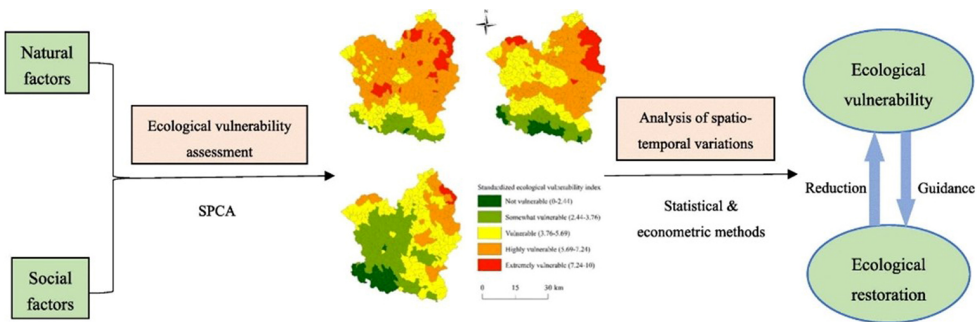 Natural
factors
Social
factors
Ecological vulnerability
assessment
SPCA
N
Standardized ecological vulnerability index
Not vulnerable (0-2.44)
Somewhat vulnerable (2.44-3.76)
Vulnerable (3.76-5.69)
Highly vulnerable (5.69-7.24)
Extremely vulnerable (7.24-10)
0 15 30 km
Analysis of spatio-
temporal variations
Statistical &
econometric methods
Ecological
vulnerability
Reduction
Guidance
Ecological
restoration